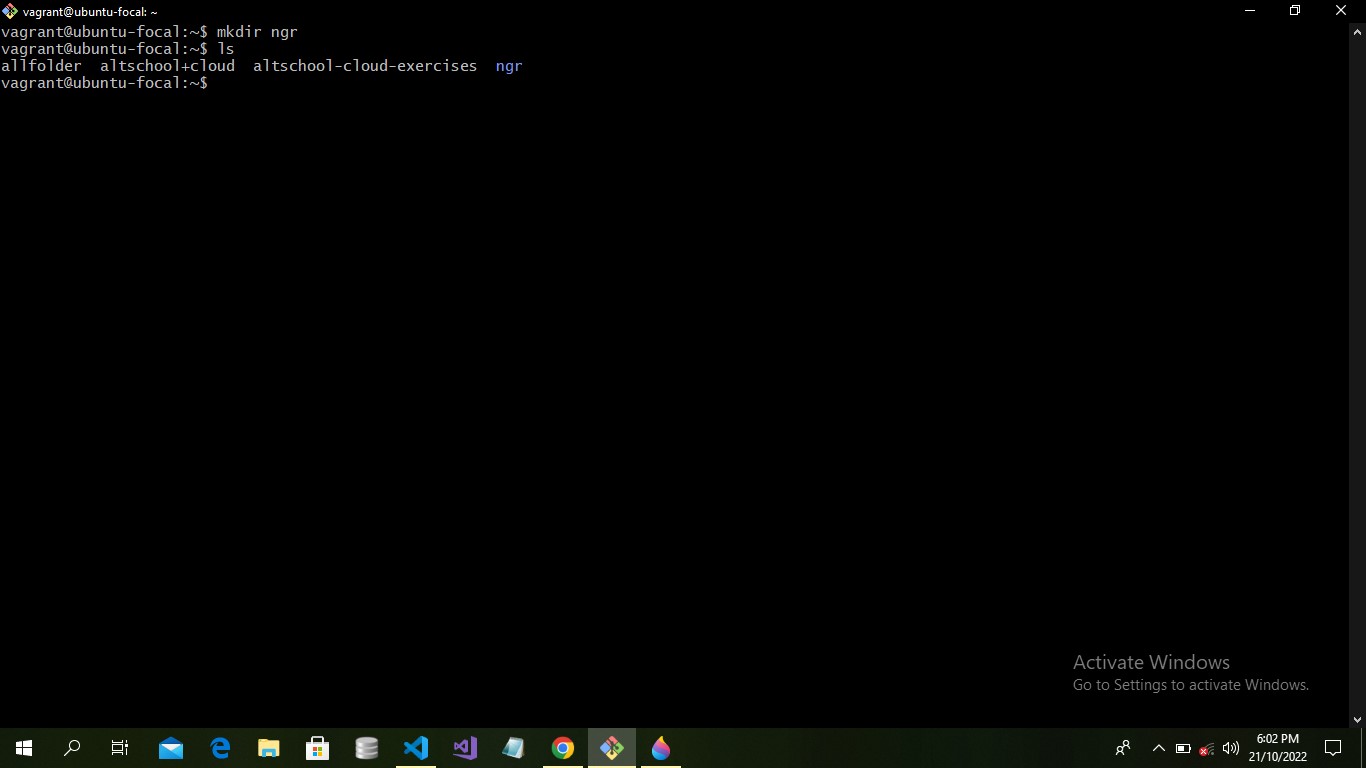 vagrant@ubuntu-focal: ~
vagrant@ubuntu-focal:~$ mkdir ngr
vagrant@ubuntu-focal:~$ ls
allfolder  altschool+cloud  altschool-cloud-exercises  ngr
vagrant@ubuntu-focal:~$
Activate Windows
Go to Settings to activate Windows.
6:02 PM
21/10/2022